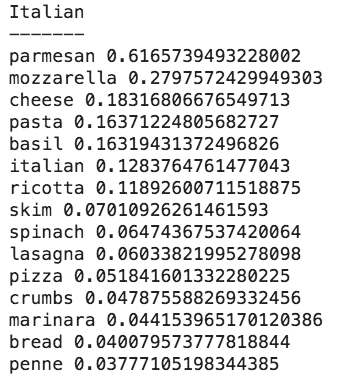 Italian
-------
parmesan 0.6165739493228002
mozzarella 0.2797572429949303
cheese 0.18316806676549713
pasta 0.16371224805682727
basil 0.16319431372496826
italian 0.1283764761477043
ricotta 0.11892600711518875
skim 0.07010926261461593
spinach 0.06474367537420064
lasagna 0.06033821995278098
pizza 0.051841601332280225
crumbs 0.047875588269332456
marinara 0.044153965170120386
bread 0.040079573777818844
penne 0.03777105198344385